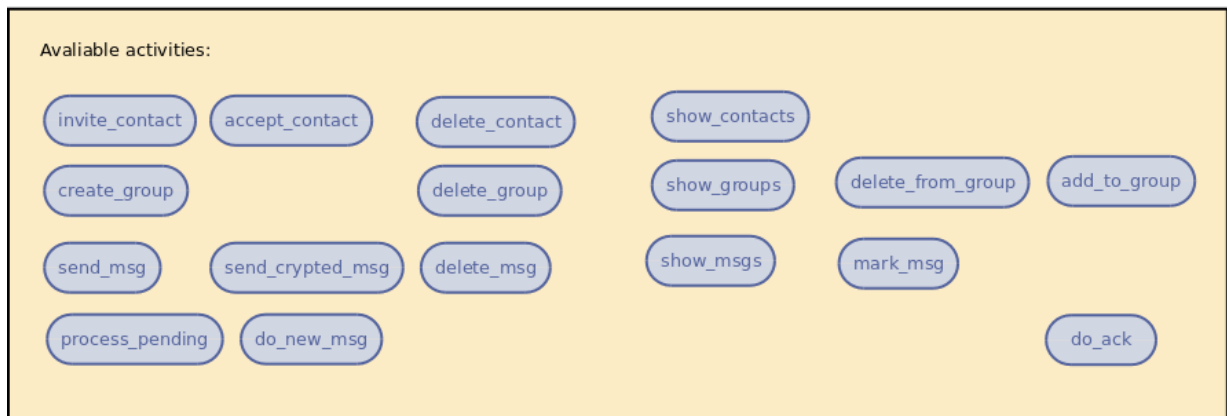 Avaliable activities:
invite_contact accept_contact delete_contact show_contacts
create_group delete_group show_groups delete_from_group add_to_group
send_msg send_crypted_msg delete_msg show_msgs mark_msg
process_pending do_new_msg do_ack